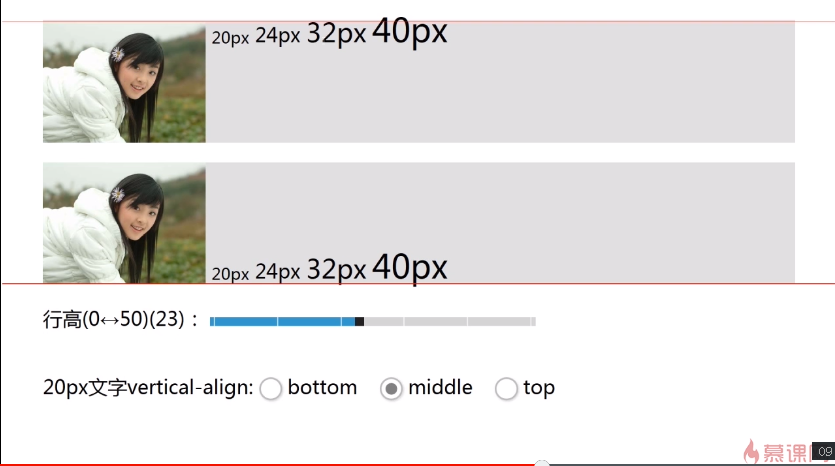 20px 24px 32px 40px
20px 24px 32px 40px
行高(0↔50)(23)：
20px文字vertical-align: bottom middle top
慕课网
09